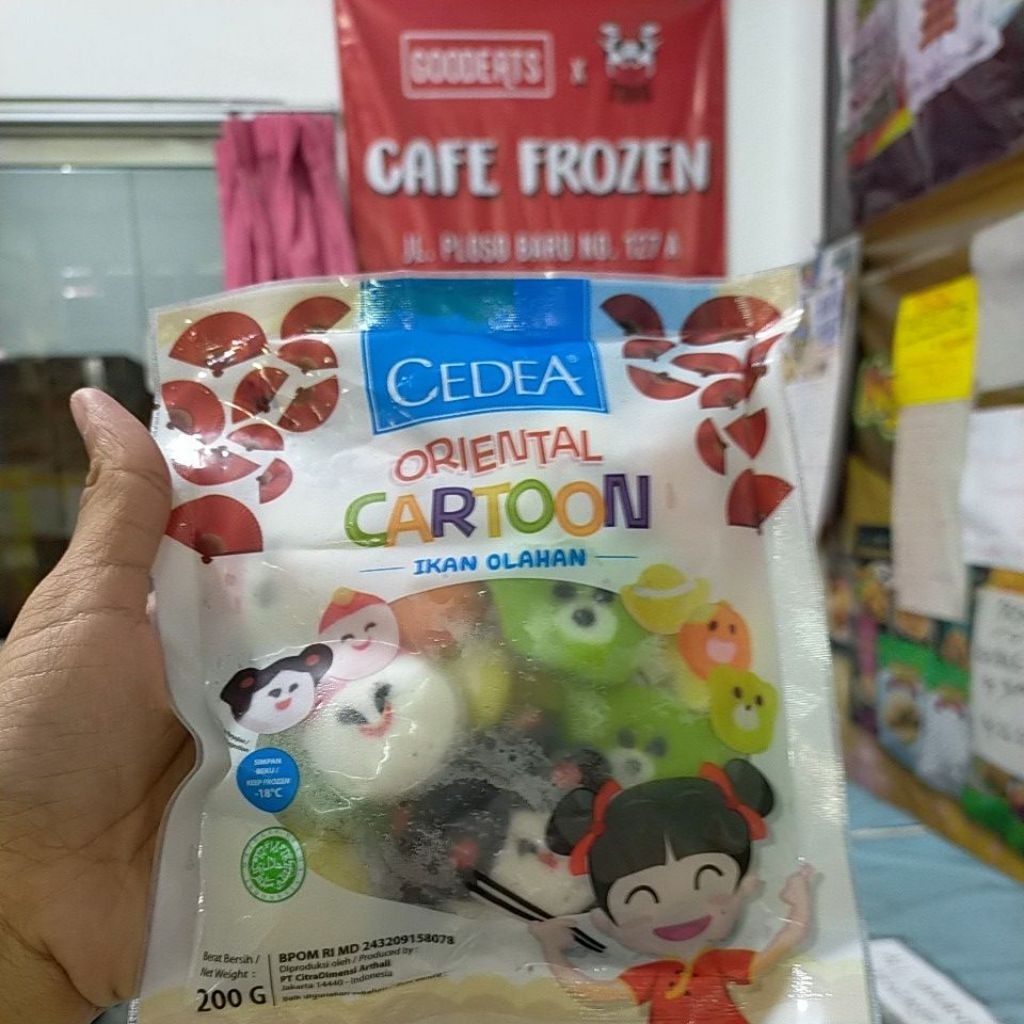 GOODEATS x
CAFE FROZEN
JL. PLOSO BARU NO. 127 A
CEDEA®
ORIENTAL
CARTOON
IKAN OLAHAN
SIMPAN
BEKU /
KEEP FROZEN
-18°C
Berat Bersih /
Net Weight :
200 G
BPOM RI MD 243209158078
Diproduksi oleh / Produced by :
PT CitraDimensi Arthali
Jakarta 14440 - Indonesia